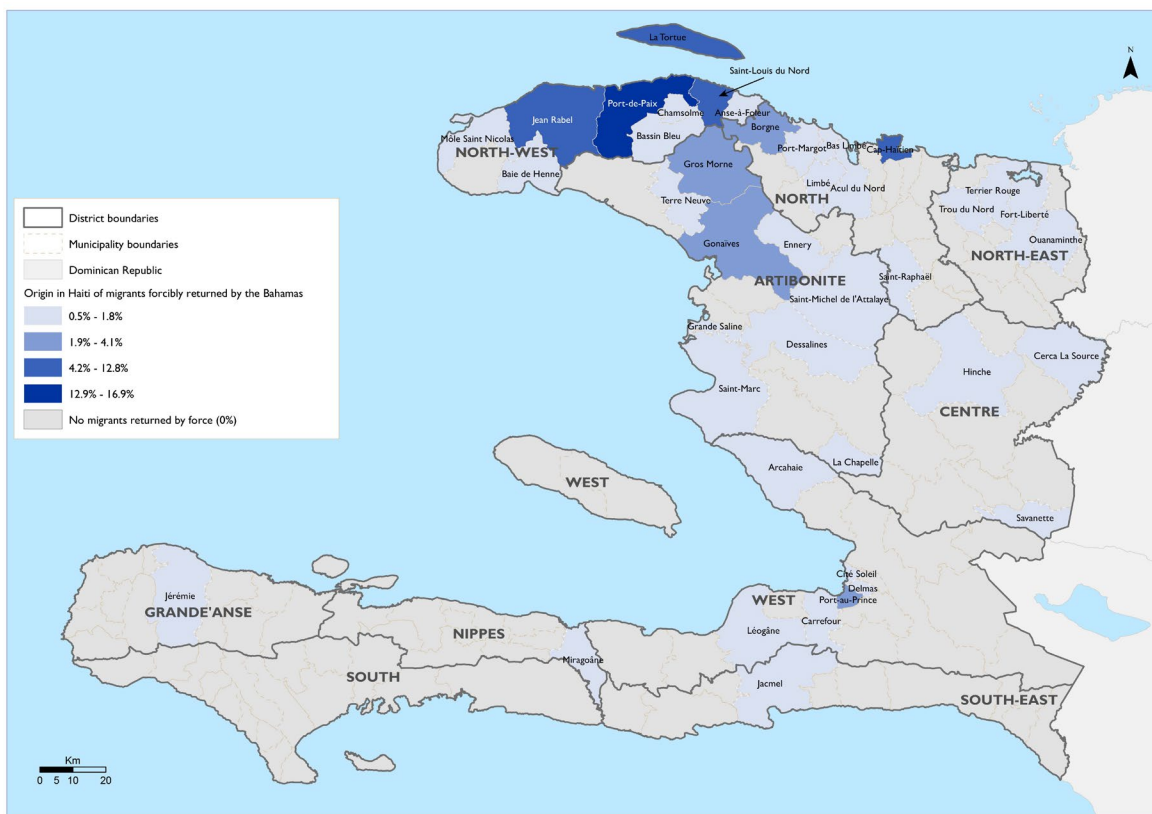 N
La Tortue
Saint-Louis du Nord
Port-de-Paix
Jean Rabel
Chamsolme
Anse-à-Foleur
Borgne
Bassin Bleu
Môle Saint Nicolas
NORTH-WEST
Port-Margot
Bas Limbé
Cap-Haïtien
Gros Morne
Baie de Henne
Limbé
Acul du Nord
Terrier Rouge
Terre Neuve
NORTH
Trou du Nord
Fort-Liberté
Gonaïves
Ennery
Ouanaminthe
NORTH-EAST
Saint-Raphaël
ARTIBONITE
Saint-Michel de l'Attalaye
Grande Saline
Dessalines
Cerca La Source
Hinche
Saint-Marc
CENTRE
La Chapelle
Arcahaie
WEST
Savanette
Cité Soleil
Delmas
Port-au-Prince
WEST
Carrefour
Léogâne
Jérémie
GRANDE'ANSE
NIPPES
Miragoâne
SOUTH
Jacmel
SOUTH-EAST
District boundaries
Municipality boundaries
Dominican Republic
Origin in Haiti of migrants forcibly returned by the Bahamas
0.5% - 1.8%
1.9% - 4.1%
4.2% - 12.8%
12.9% - 16.9%
No migrants returned by force (0%)
Km
0 5 10 20